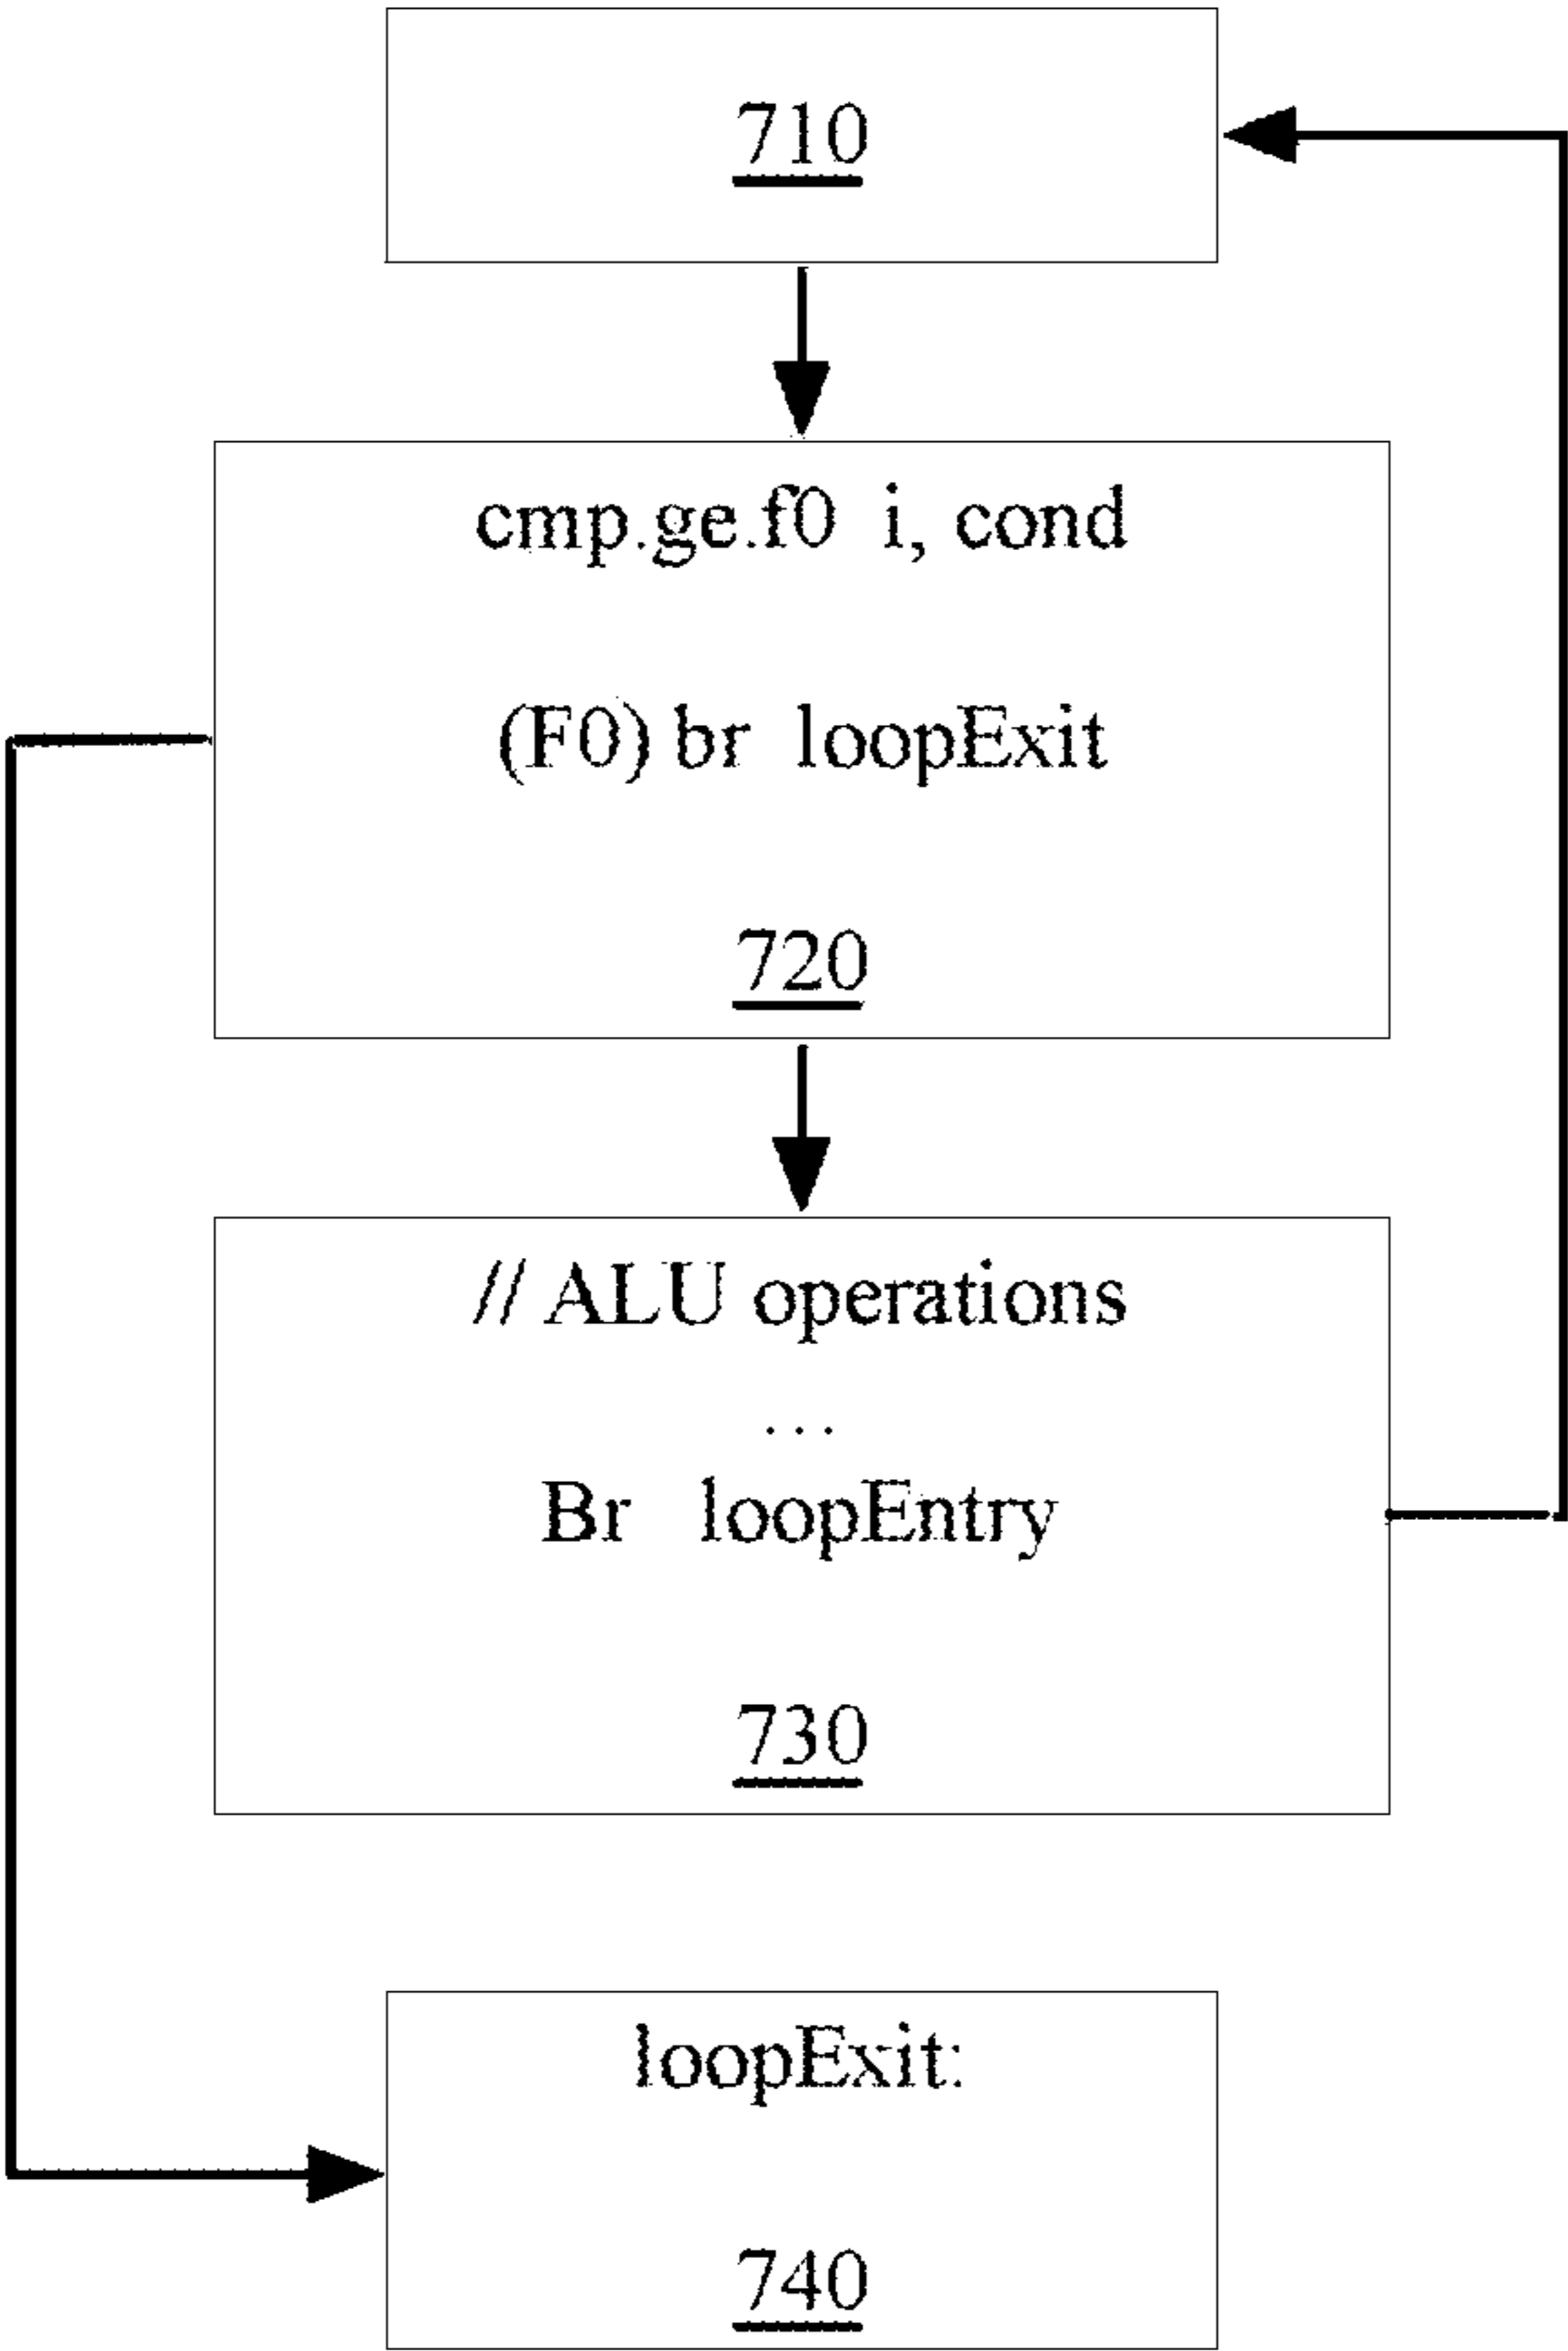 710
cmp.ge.f0 i, cond
(F0) br loopExit
720
// ALU operations
...
Br loopEntry
730
loopExit:
740